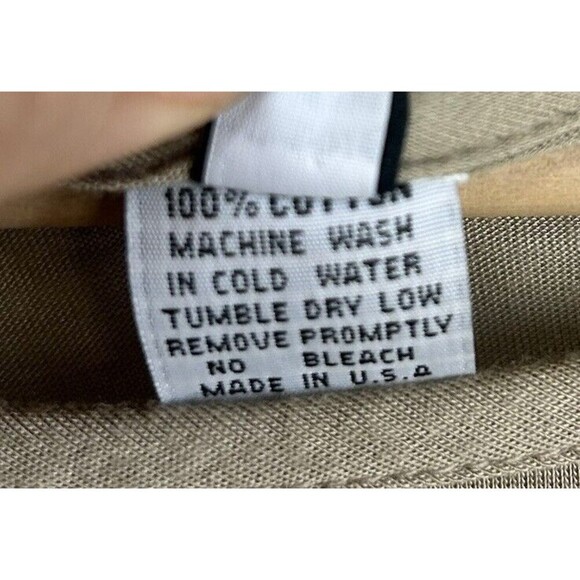 100% COTTON
MACHINE WASH
IN COLD WATER
TUMBLE DRY LOW
REMOVE PROMPTLY
NO BLEACH
MADE IN U.S.A